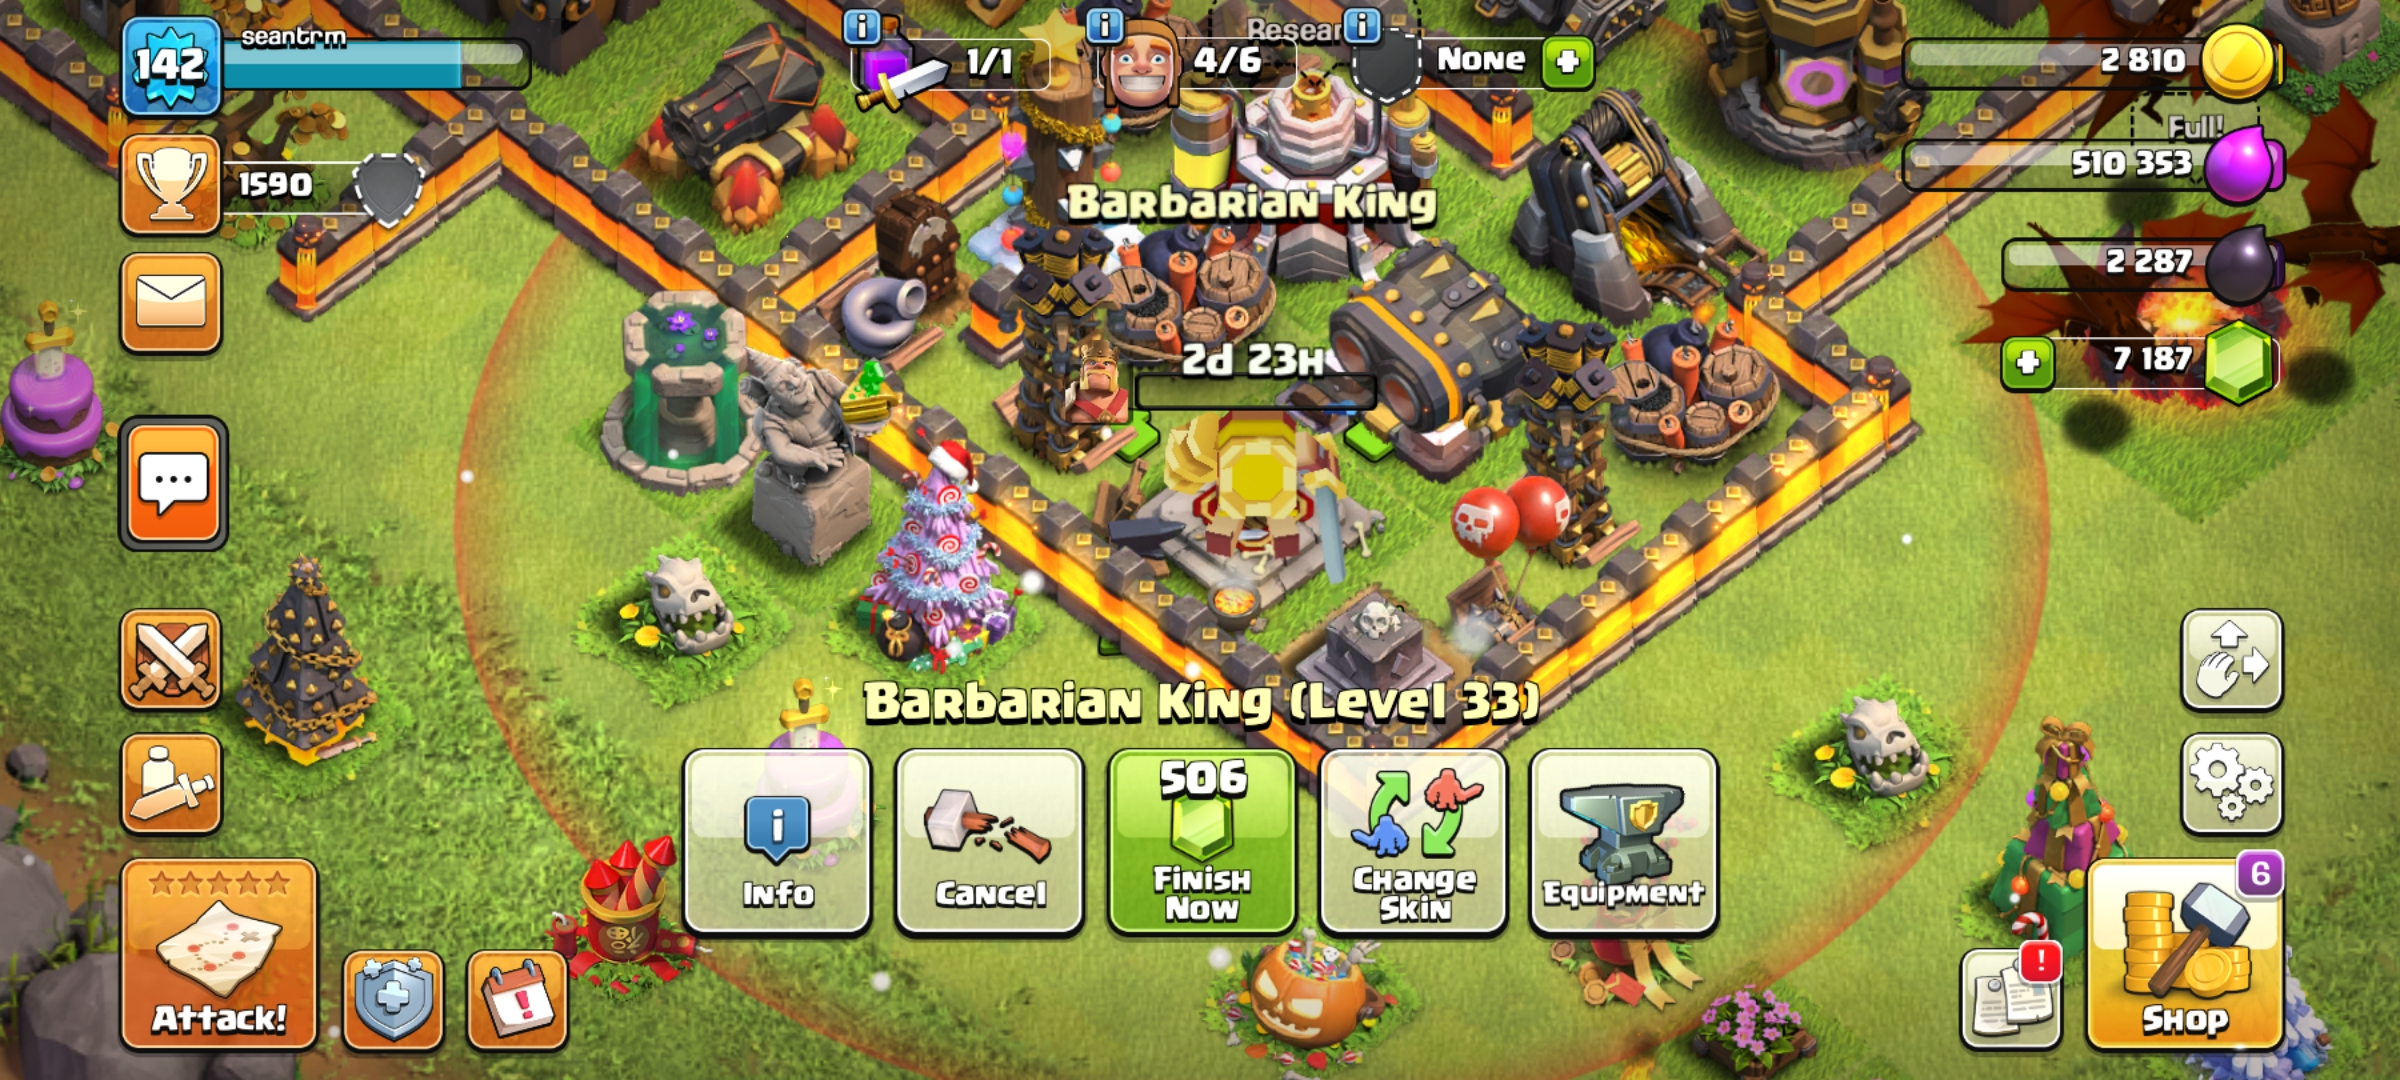 142
seantrm
1/1
4/6
Resear
None
2 810
1590
Full!
510 353
Barbarian King
2 287
2d 23h
7 187
Barbarian King (Level 33)
506
Info
Cancel
Finish
Now
Change
Skin
Equipment
6
Attack!
Shop